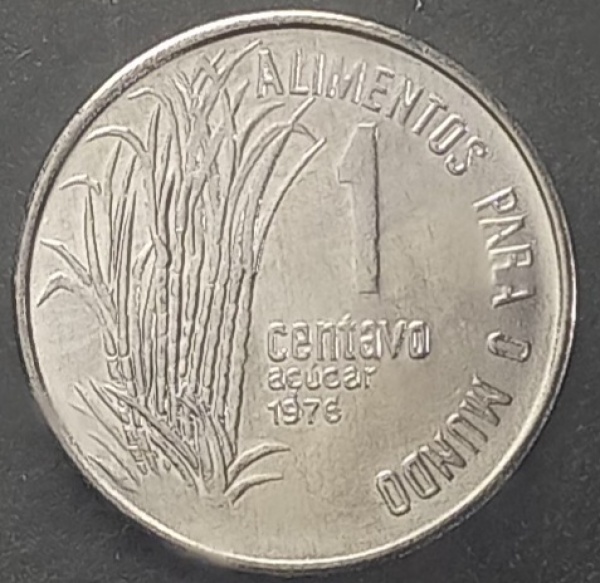 ALIMENTOS PARA O MUNDO
1
centavo
açúcar
1976